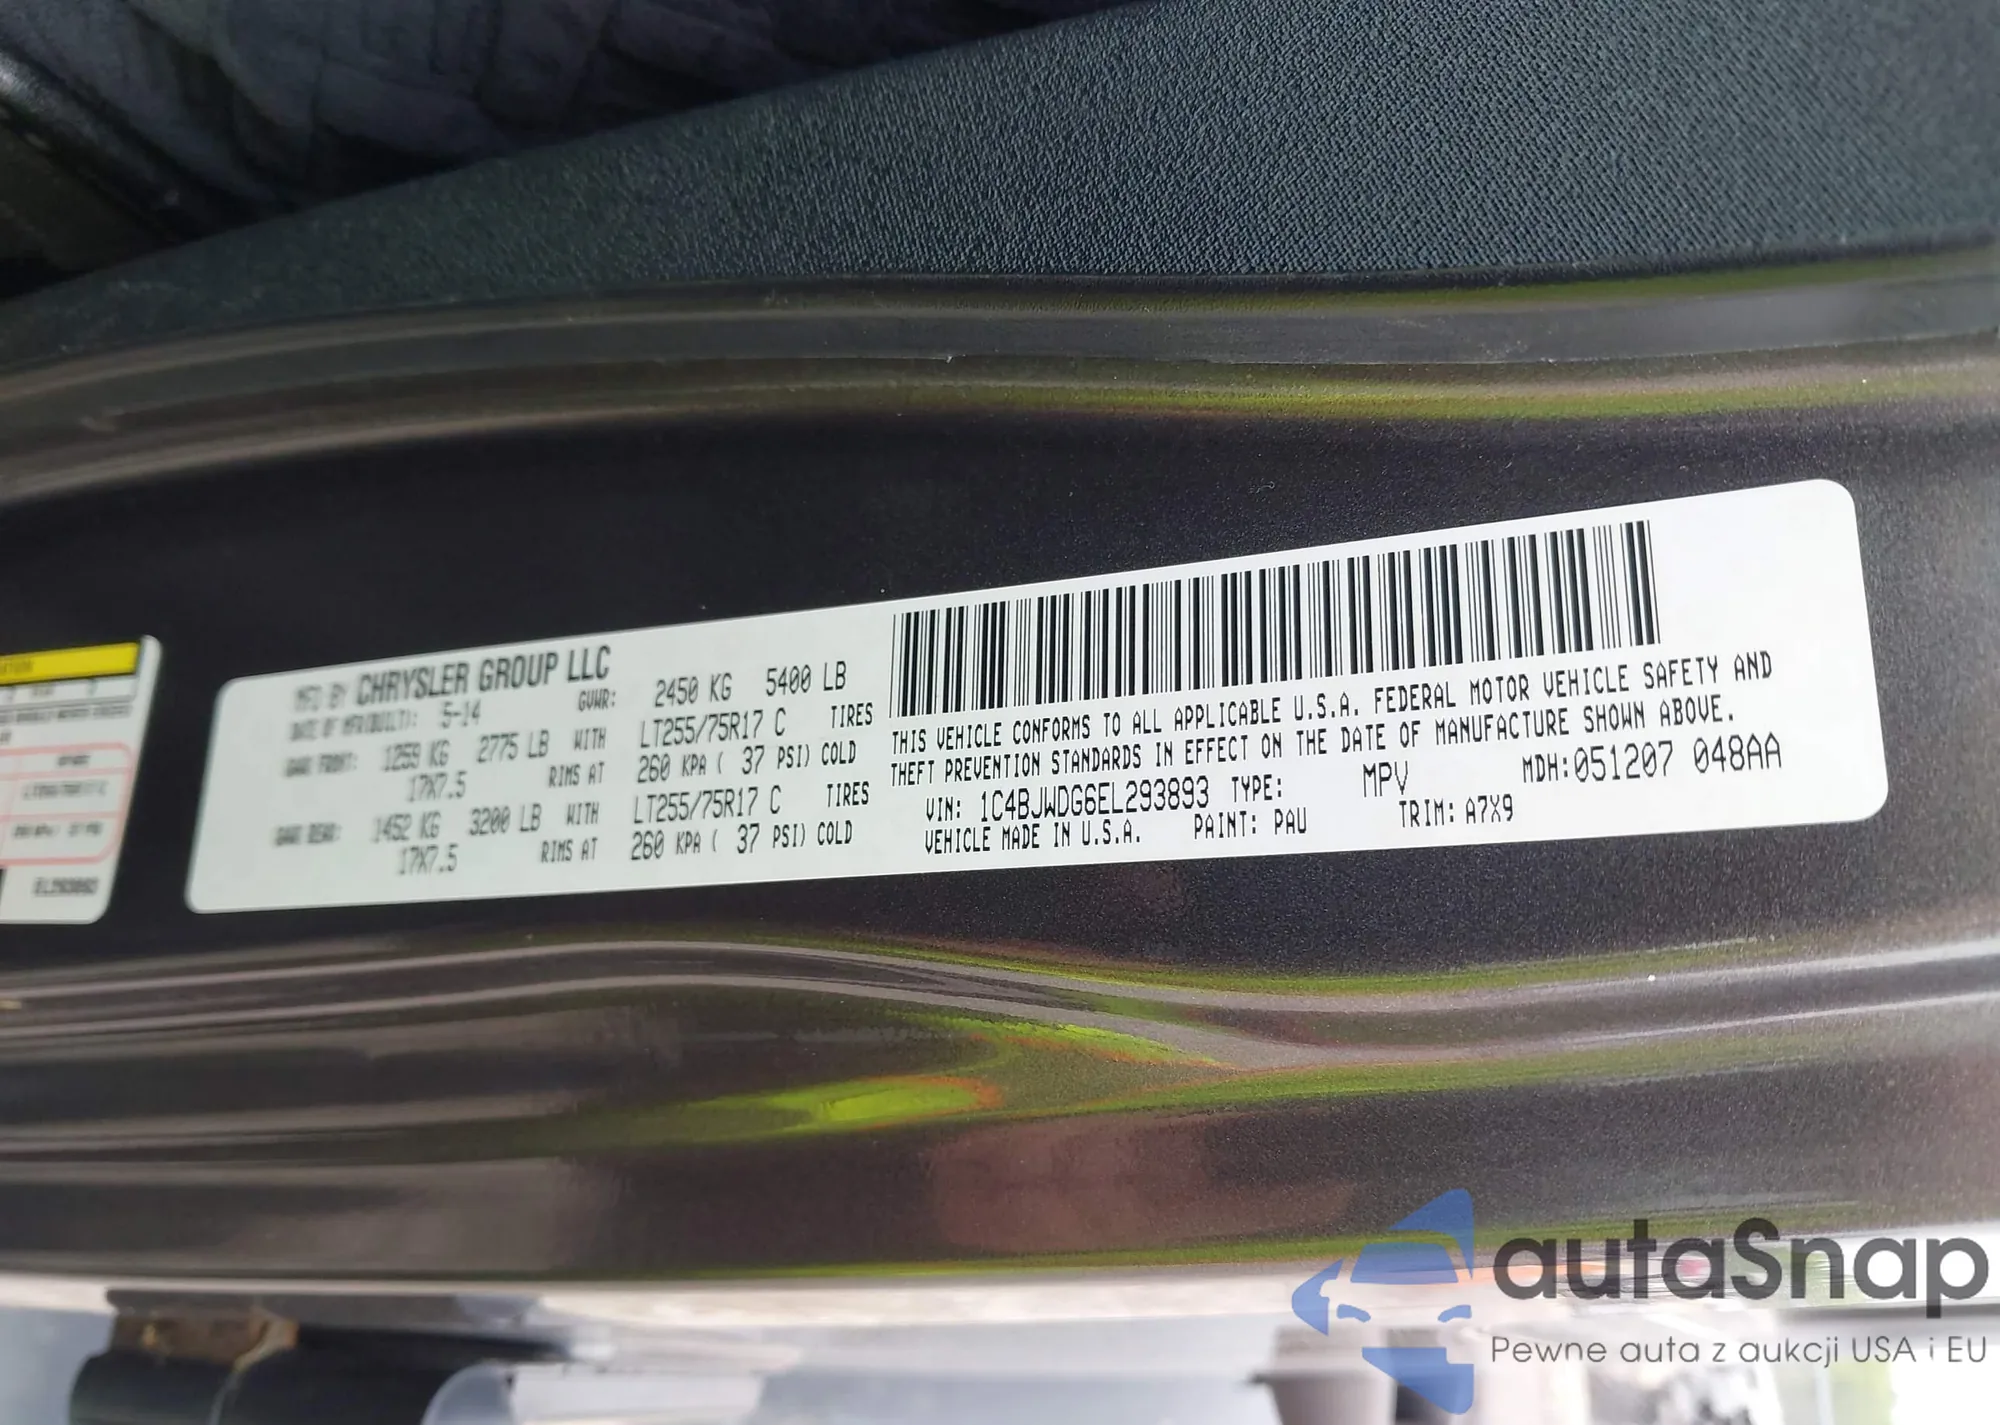 MFD BY CHRYSLER GROUP LLC
DATE OF MFR(BUILT): 5-14 GVWR: 2450 KG 5400 LB
GAWR FRONT: 1259 KG 2775 LB WITH LT255/75R17 C TIRES
17X7.5 RIMS AT 260 KPA ( 37 PSI) COLD
GAWR REAR: 1452 KG 3200 LB WITH LT255/75R17 C TIRES
17X7.5 RIMS AT 260 KPA ( 37 PSI) COLD
THIS VEHICLE CONFORMS TO ALL APPLICABLE U.S.A. FEDERAL MOTOR VEHICLE SAFETY AND
THEFT PREVENTION STANDARDS IN EFFECT ON THE DATE OF MANUFACTURE SHOWN ABOVE.
VIN: 1C4BJWDG6EL293893 TYPE: MPV MDH:051207 048AA
VEHICLE MADE IN U.S.A. PAINT: PAU TRIM: A7X9
EL293893
autaSnap
Pewne auta z aukcji USA i EU